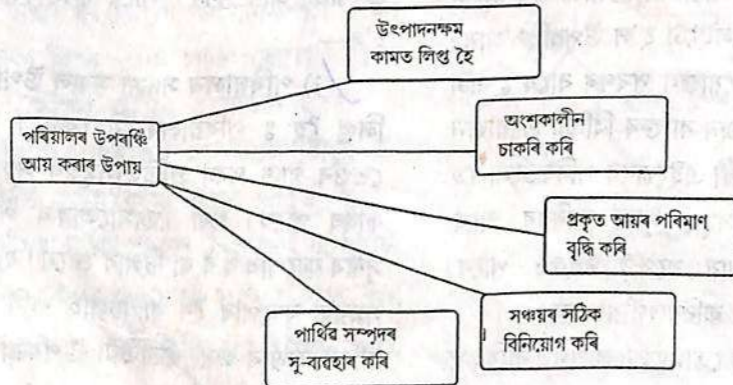 উৎপাদনক্ষম
কামত লিপ্ত হৈ
পৰিয়ালৰ উপৰঞ্চি
আয় কৰাৰ উপায়
অংশকালীন
চাকৰি কৰি
প্ৰকৃত আয়ৰ পৰিমাণ
বৃদ্ধি কৰি
সঞ্চয়ৰ সঠিক
বিনিয়োগ কৰি
পাৰ্থিৱ সম্পদৰ
সু-ব্যৱহাৰ কৰি